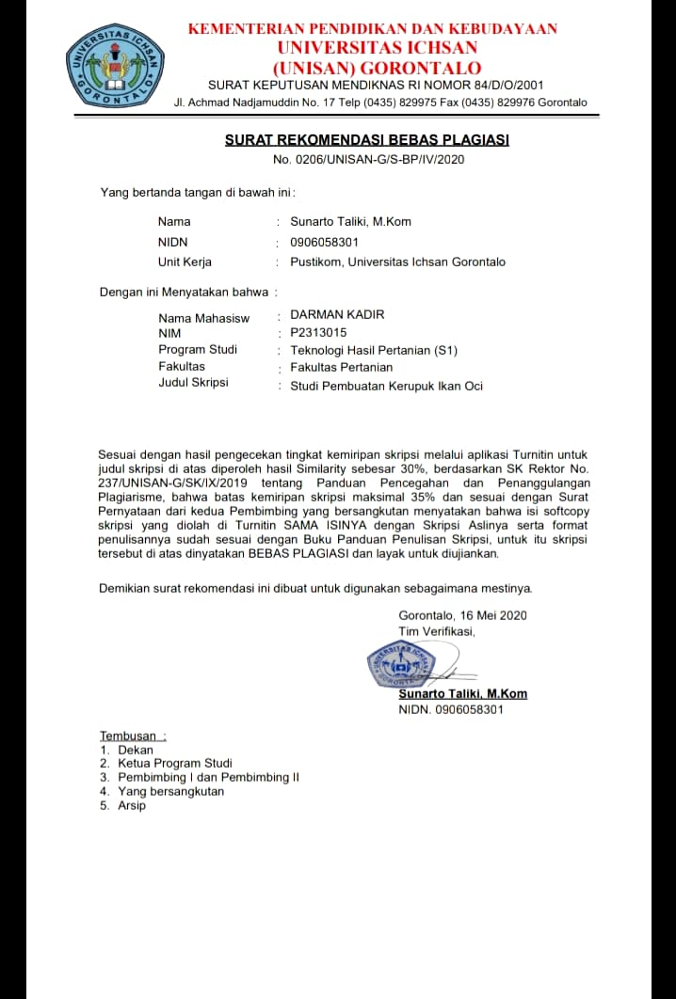 KEMENTERIAN PENDIDIKAN DAN KEBUDAYAAN
UNIVERSITAS ICHSAN
(UNISAN) GORONTALO
SURAT KEPUTUSAN MENDIKNAS RI NOMOR 84/D/O/2001
Jl. Achmad Nadjamuddin No. 17 Telp (0435) 829975 Fax (0435) 829976 Gorontalo
UNIVERSITAS ICHSAN
GORONTALO
SURAT REKOMENDASI BEBAS PLAGIASI
No. 0206/UNISAN-G/S-BP/IV/2020
Yang bertanda tangan di bawah ini :
Nama : Sunarto Taliki, M.Kom
NIDN : 0906058301
Unit Kerja : Pustikom, Universitas Ichsan Gorontalo
Dengan ini Menyatakan bahwa :
Nama Mahasisw : DARMAN KADIR
NIM : P2313015
Program Studi : Teknologi Hasil Pertanian (S1)
Fakultas : Fakultas Pertanian
Judul Skripsi : Studi Pembuatan Kerupuk Ikan Oci
Sesuai dengan hasil pengecekan tingkat kemiripan skripsi melalui aplikasi Turnitin untuk
judul skripsi di atas diperoleh hasil Similarity sebesar 30%, berdasarkan SK Rektor No.
237/UNISAN-G/SK/IX/2019 tentang Panduan Pencegahan dan Penanggulangan
Plagiarisme, bahwa batas kemiripan skripsi maksimal 35% dan sesuai dengan Surat
Pernyataan dari kedua Pembimbing yang bersangkutan menyatakan bahwa isi softcopy
skripsi yang diolah di Turnitin SAMA ISINYA dengan Skripsi Aslinya serta format
penulisannya sudah sesuai dengan Buku Panduan Penulisan Skripsi, untuk itu skripsi
tersebut di atas dinyatakan BEBAS PLAGIASI dan layak untuk diujiankan.
Demikian surat rekomendasi ini dibuat untuk digunakan sebagaimana mestinya.
Gorontalo, 16 Mei 2020
Tim Verifikasi,
UNIVERSITAS ICHSAN
GORONTALO
Sunarto Taliki, M.Kom
NIDN. 0906058301
Tembusan :
1. Dekan
2. Ketua Program Studi
3. Pembimbing I dan Pembimbing II
4. Yang bersangkutan
5. Arsip